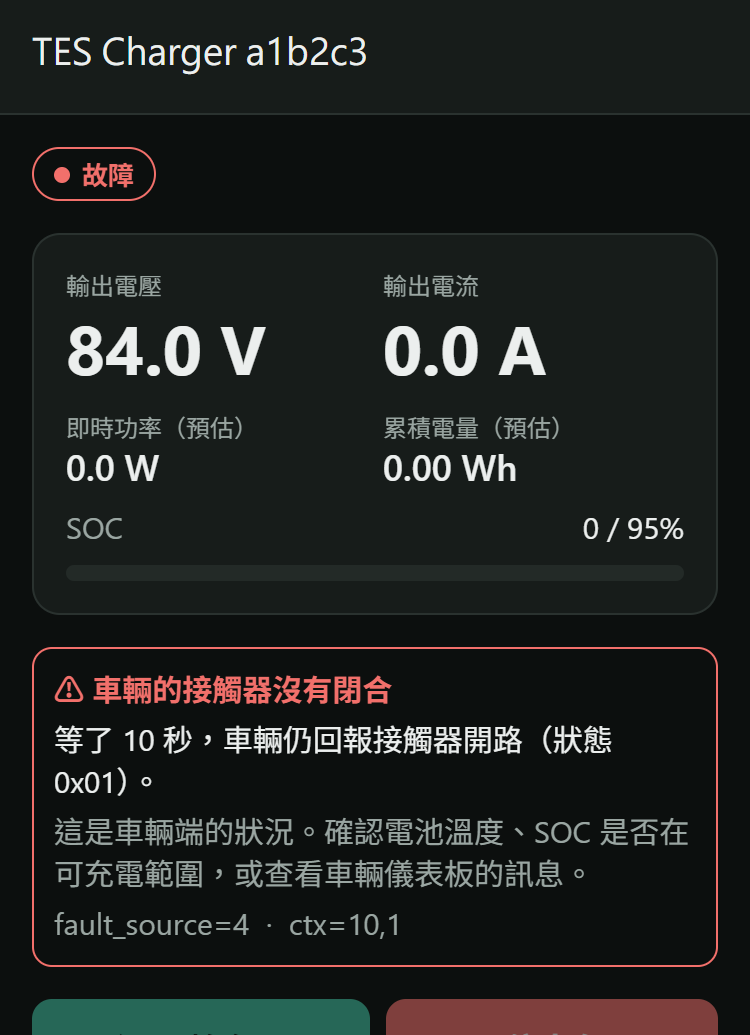 TES Charger a1b2c3
故障
輸出電壓
輸出電流
84.0 V
0.0 A
即時功率（預估）
累積電量（預估）
0.0 W
0.00 Wh
SOC
0 / 95%
車輛的接觸器沒有閉合
等了 10 秒，車輛仍回報接觸器開路（狀態
0x01）。
這是車輛端的狀況。確認電池溫度、SOC 是否在
可充電範圍，或查看車輛儀表板的訊息。
fault_source=4 · ctx=10,1